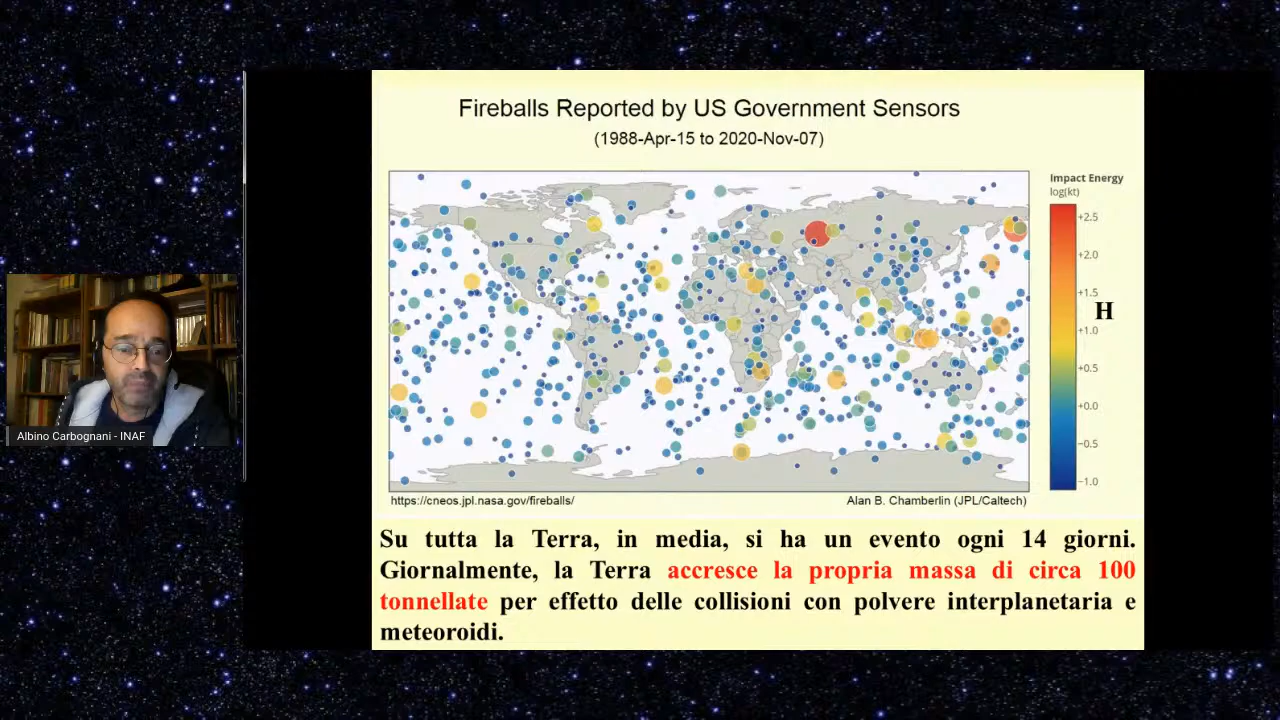 Fireballs Reported by US Government Sensors
(1988-Apr-15 to 2020-Nov-07)
Impact Energy
log(kt)
+2.5
+2.0
+1.5
H
+1.0
+0.5
+0.0
−0.5
−1.0
Albino Carbognani - INAF
https://cneos.jpl.nasa.gov/fireballs/
Alan B. Chamberlin (JPL/Caltech)
Su tutta la Terra, in media, si ha un evento ogni 14 giorni.
Giornalmente, la Terra accresce la propria massa di circa 100
tonnellate per effetto delle collisioni con polvere interplanetaria e
meteoroidi.